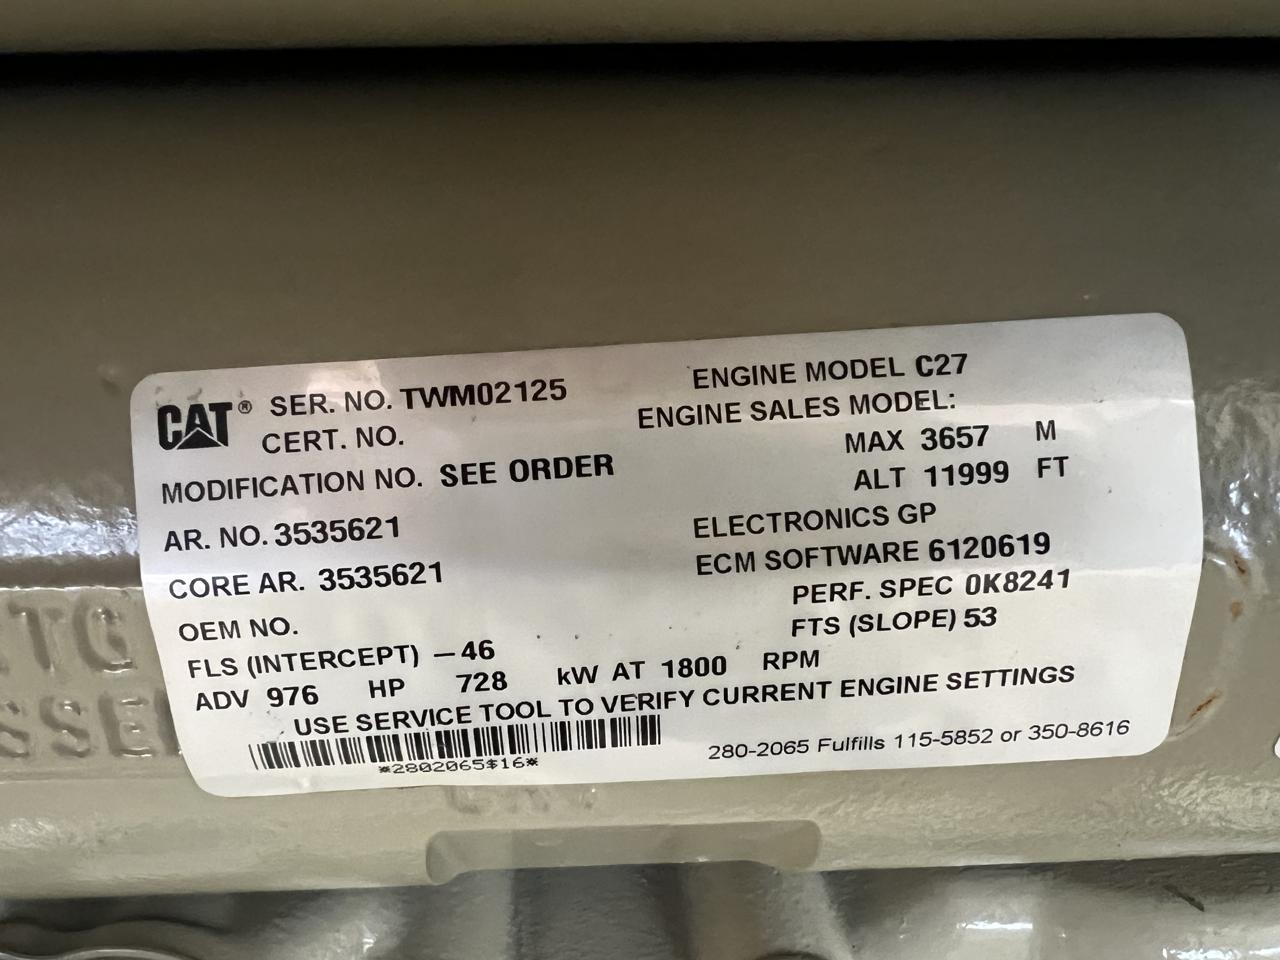 CAT® SER. NO. TWM02125
CERT. NO.
MODIFICATION NO. SEE ORDER
AR. NO. 3535621
CORE AR. 3535621
OEM NO.
FLS (INTERCEPT) –46
ENGINE MODEL C27
ENGINE SALES MODEL:
MAX 3657 M
ALT 11999 FT
ELECTRONICS GP
ECM SOFTWARE 6120619
PERF. SPEC 0K8241
FTS (SLOPE) 53
ADV 976 HP 728 kW AT 1800 RPM
USE SERVICE TOOL TO VERIFY CURRENT ENGINE SETTINGS
*2802065$16*
280-2065 Fulfills 115-5852 or 350-8616